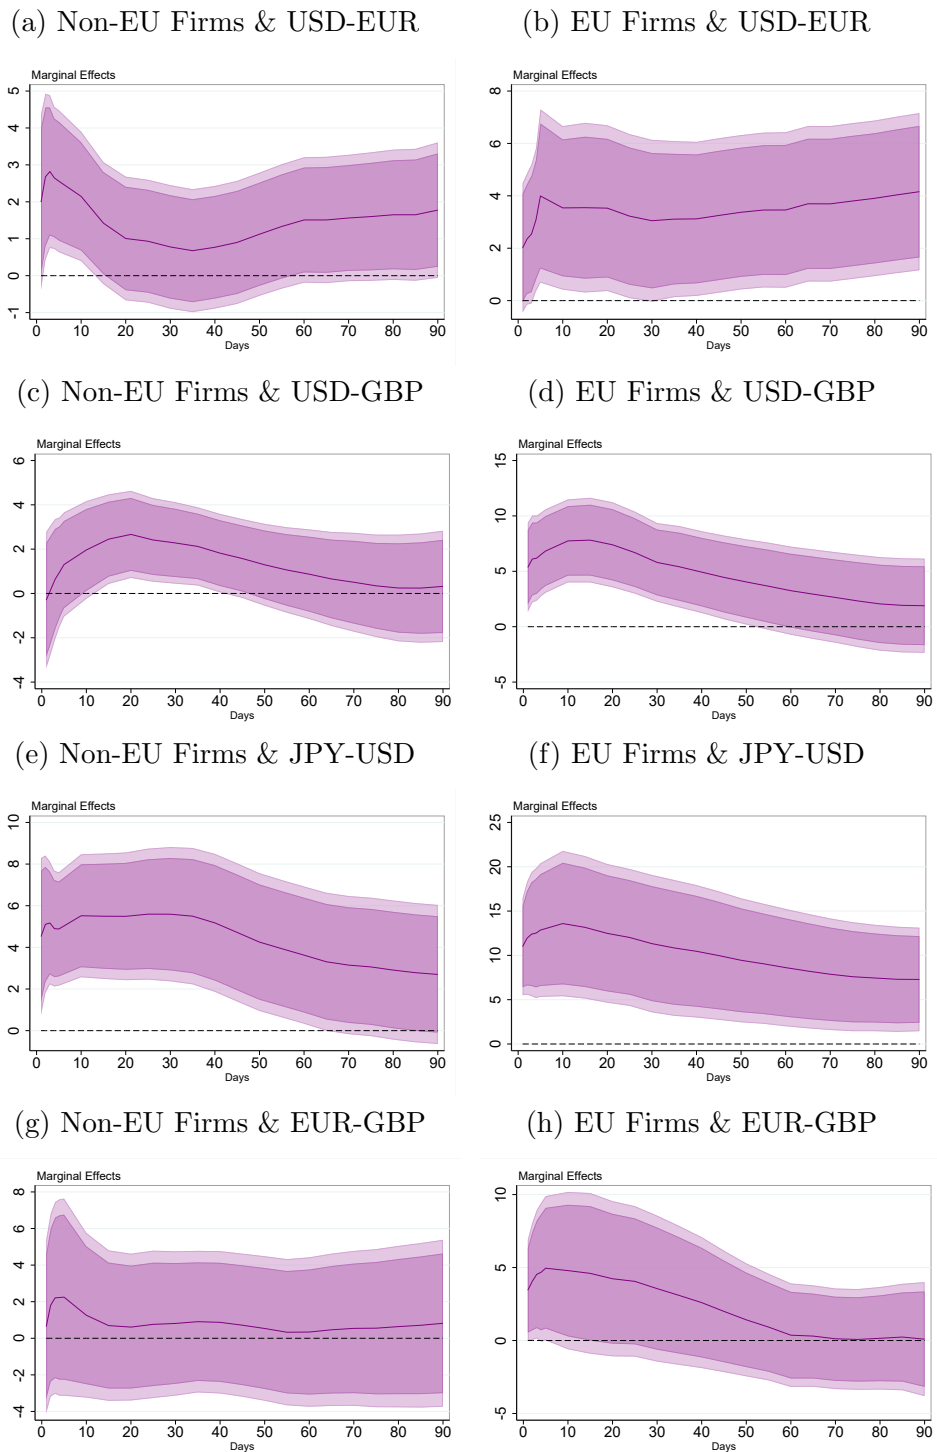 (a) Non-EU Firms & USD-EUR
(b) EU Firms & USD-EUR
Marginal Effects
5
4
3
2
1
0
-1
0 10 20 30 40 50 60 70 80 90
Days
Marginal Effects
8
6
4
2
0
0 10 20 30 40 50 60 70 80 90
Days
(c) Non-EU Firms & USD-GBP
(d) EU Firms & USD-GBP
Marginal Effects
6
4
2
0
-2
-4
0 10 20 30 40 50 60 70 80 90
Days
Marginal Effects
15
10
5
0
-5
0 10 20 30 40 50 60 70 80 90
Days
(e) Non-EU Firms & JPY-USD
(f) EU Firms & JPY-USD
Marginal Effects
10
8
6
4
2
0
0 10 20 30 40 50 60 70 80 90
Days
Marginal Effects
25
20
15
10
5
0
0 10 20 30 40 50 60 70 80 90
Days
(g) Non-EU Firms & EUR-GBP
(h) EU Firms & EUR-GBP
Marginal Effects
8
6
4
2
0
-2
-4
0 10 20 30 40 50 60 70 80 90
Days
Marginal Effects
10
5
0
-5
0 10 20 30 40 50 60 70 80 90
Days